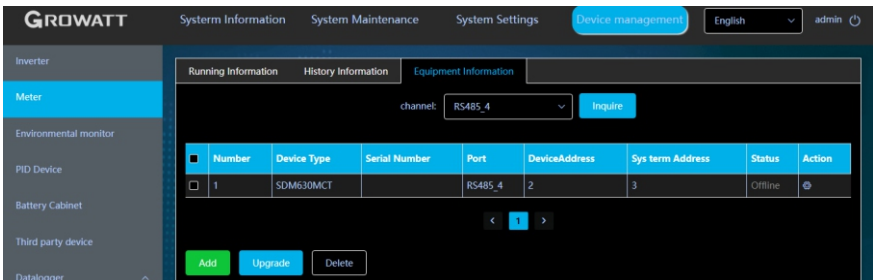 GROWATT Systerm Information System Maintenance System Settings Device management English admin
Inverter
Running Information History Information Equipment Information
Meter
channel: RS485_4 Inquire
Environmental monitor
Number Device Type Serial Number Port DeviceAddress Sys term Address Status Action
PID Device
1 SDM630MCT RS485_4 2 3 Offline
Battery Cabinet
< 1 >
Third party device
Add Upgrade Delete
Datalogger